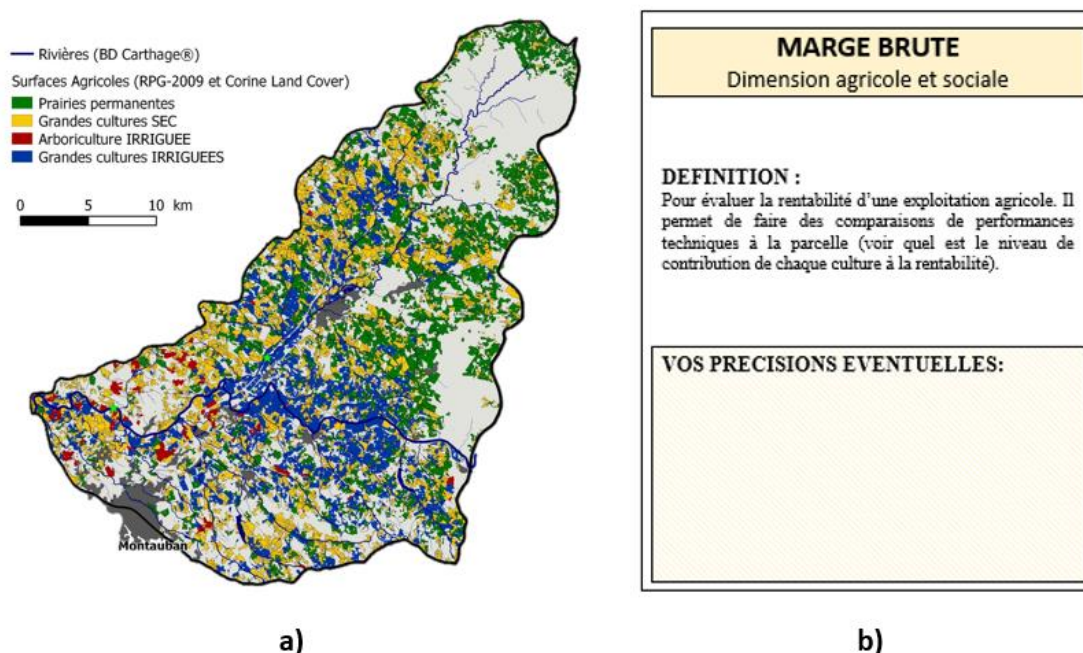 Rivières (BD Carthage®)
Surfaces Agricoles (RPG-2009 et Corine Land Cover)
Prairies permanentes
Grandes cultures SEC
Arboriculture IRRIGUEE
Grandes cultures IRRIGUEES
0 5 10 km
Montauban
a)
MARGE BRUTE
Dimension agricole et sociale
DEFINITION :
Pour évaluer la rentabilité d’une exploitation agricole. Il
permet de faire des comparaisons de performances
techniques à la parcelle (voir quel est le niveau de
contribution de chaque culture à la rentabilité).
VOS PRECISIONS EVENTUELLES:
b)